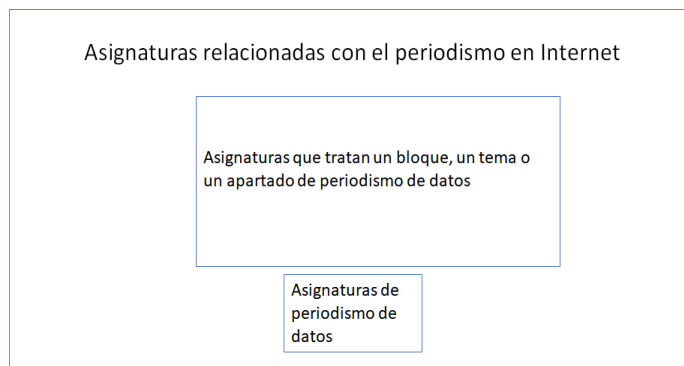 Asignaturas relacionadas con el periodismo en Internet
Asignaturas que tratan un bloque, un tema o
un apartado de periodismo de datos
Asignaturas de
periodismo de
datos